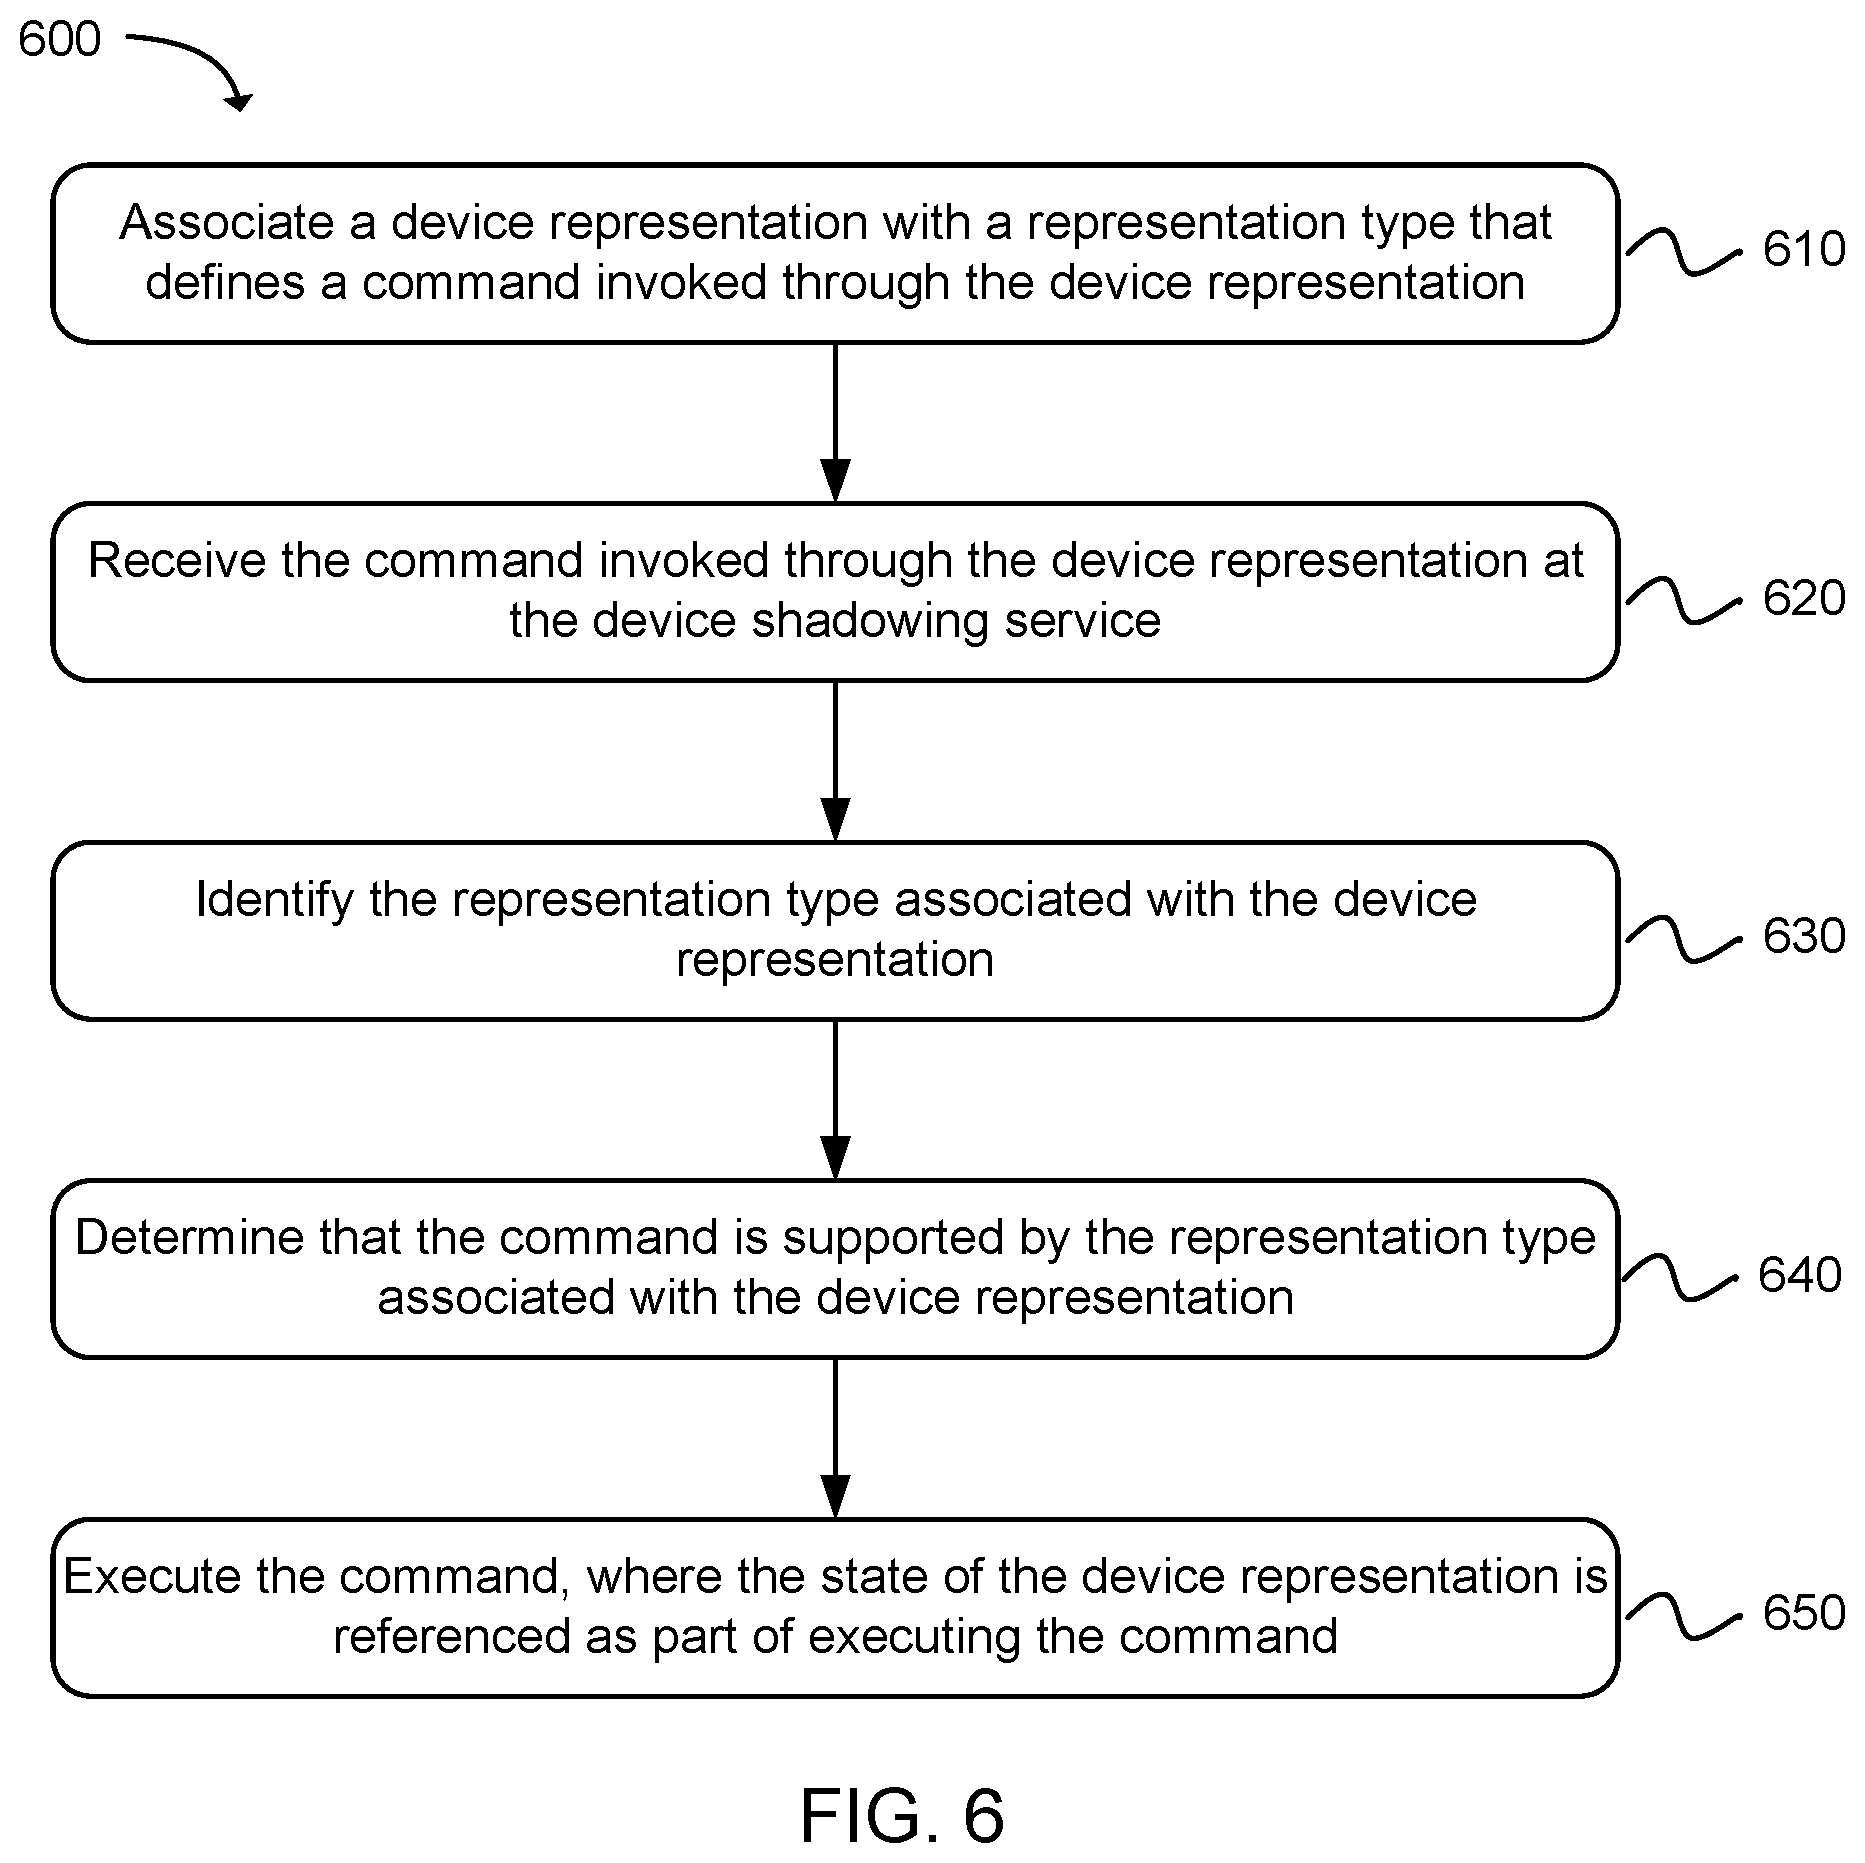 600
Associate a device representation with a representation type that
defines a command invoked through the device representation
610
Receive the command invoked through the device representation at
the device shadowing service
620
Identify the representation type associated with the device
representation
630
Determine that the command is supported by the representation type
associated with the device representation
640
Execute the command, where the state of the device representation is
referenced as part of executing the command
650
FIG. 6